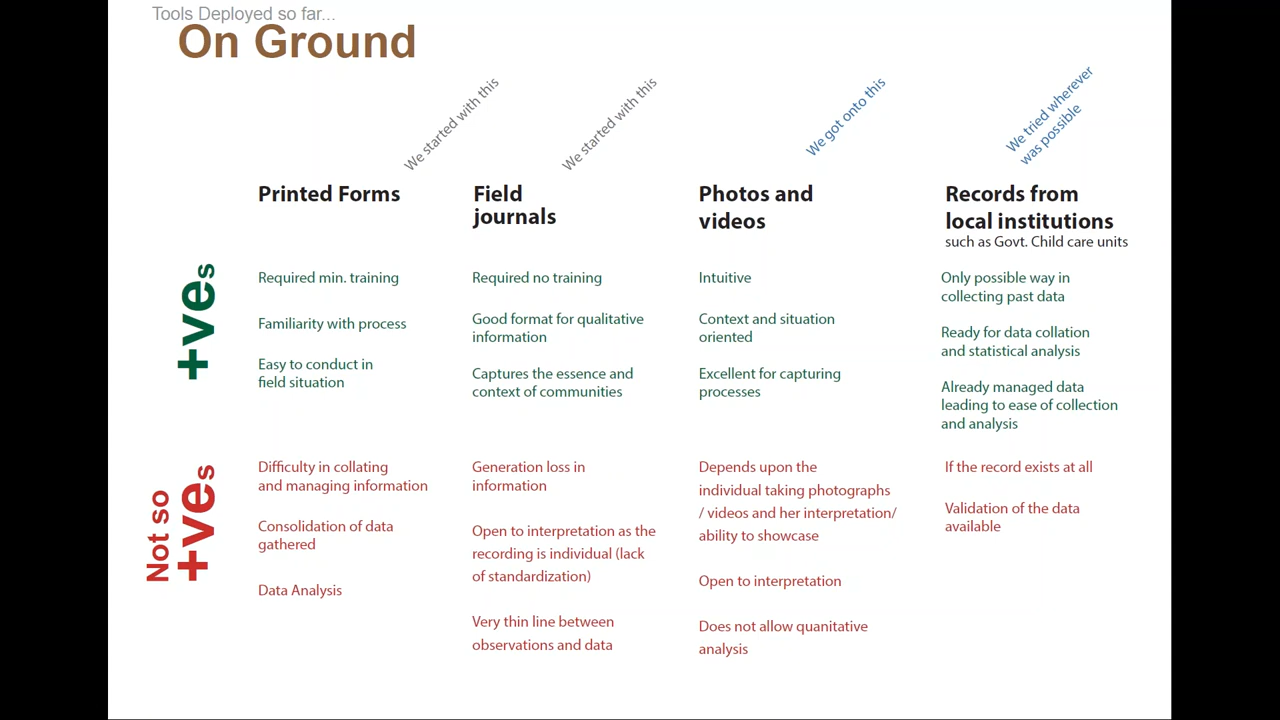 Tools Deployed so far...
On Ground
We started with this
We started with this
We got onto this
We tried wherever
was possible
Printed Forms
Field
journals
Photos and
videos
Records from
local institutions
such as Govt. Child care units
+ves
Required min. training
Familiarity with process
Easy to conduct in
field situation
Required no training
Good format for qualitative
information
Captures the essence and
context of communities
Intuitive
Context and situation
oriented
Excellent for capturing
processes
Only possible way in
collecting past data
Ready for data collation
and statistical analysis
Already managed data
leading to ease of collection
and analysis
Not so
+ves
Difficulty in collating
and managing information
Consolidation of data
gathered
Data Analysis
Generation loss in
information
Open to interpretation as the
recording is individual (lack
of standardization)
Very thin line between
observations and data
Depends upon the
individual taking photographs
/ videos and her interpretation/
ability to showcase
Open to interpretation
Does not allow quanitative
analysis
If the record exists at all
Validation of the data
available